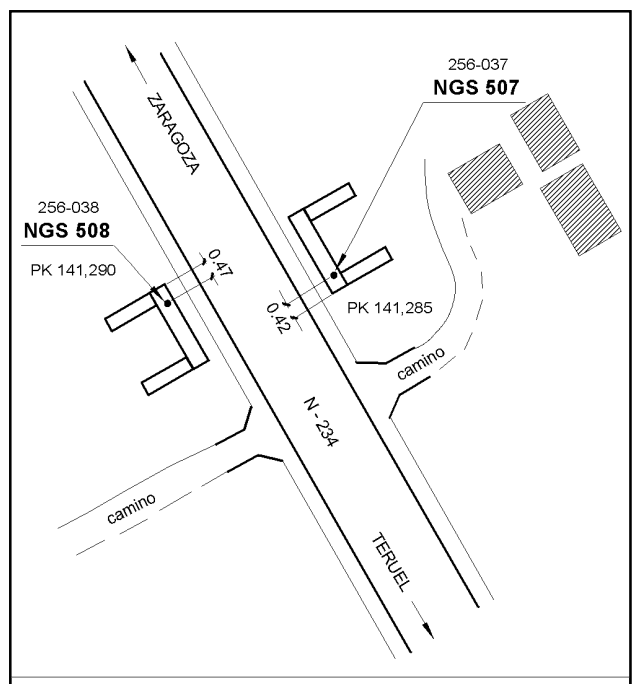 256-037
NGS 507
ZARAGOZA
256-038
NGS 508
PK 141,290
0.47
0.42
PK 141,285
camino
N - 234
camino
TERUEL